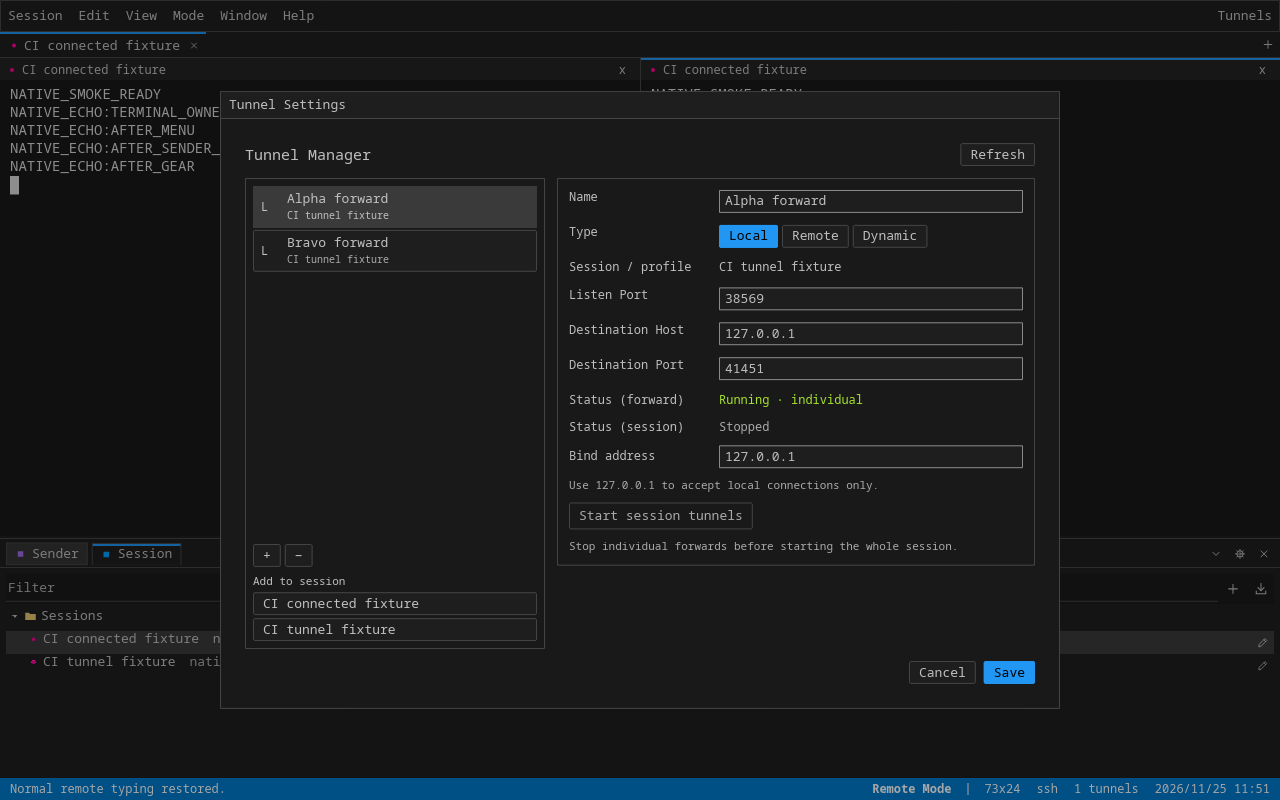 Session Edit View Mode Window Help Tunnels
CI connected fixture × +
CI connected fixture x CI connected fixture x
NATIVE_SMOKE_READY
NATIVE_ECHO:TERMINAL_OWNE
NATIVE_ECHO:AFTER_MENU
NATIVE_ECHO:AFTER_SENDER_
NATIVE_ECHO:AFTER_GEAR
Tunnel Settings
Tunnel Manager Refresh
L Alpha forward
CI tunnel fixture
L Bravo forward
CI tunnel fixture
+ −
Add to session
CI connected fixture
CI tunnel fixture
Name Alpha forward
Type Local Remote Dynamic
Session / profile CI tunnel fixture
Listen Port 38569
Destination Host 127.0.0.1
Destination Port 41451
Status (forward) Running · individual
Status (session) Stopped
Bind address 127.0.0.1
Use 127.0.0.1 to accept local connections only.
Start session tunnels
Stop individual forwards before starting the whole session.
Cancel Save
Sender Session
Filter
Sessions
CI connected fixture n
CI tunnel fixture nati
Normal remote typing restored. Remote Mode | 73x24 ssh 1 tunnels 2026/11/25 11:51